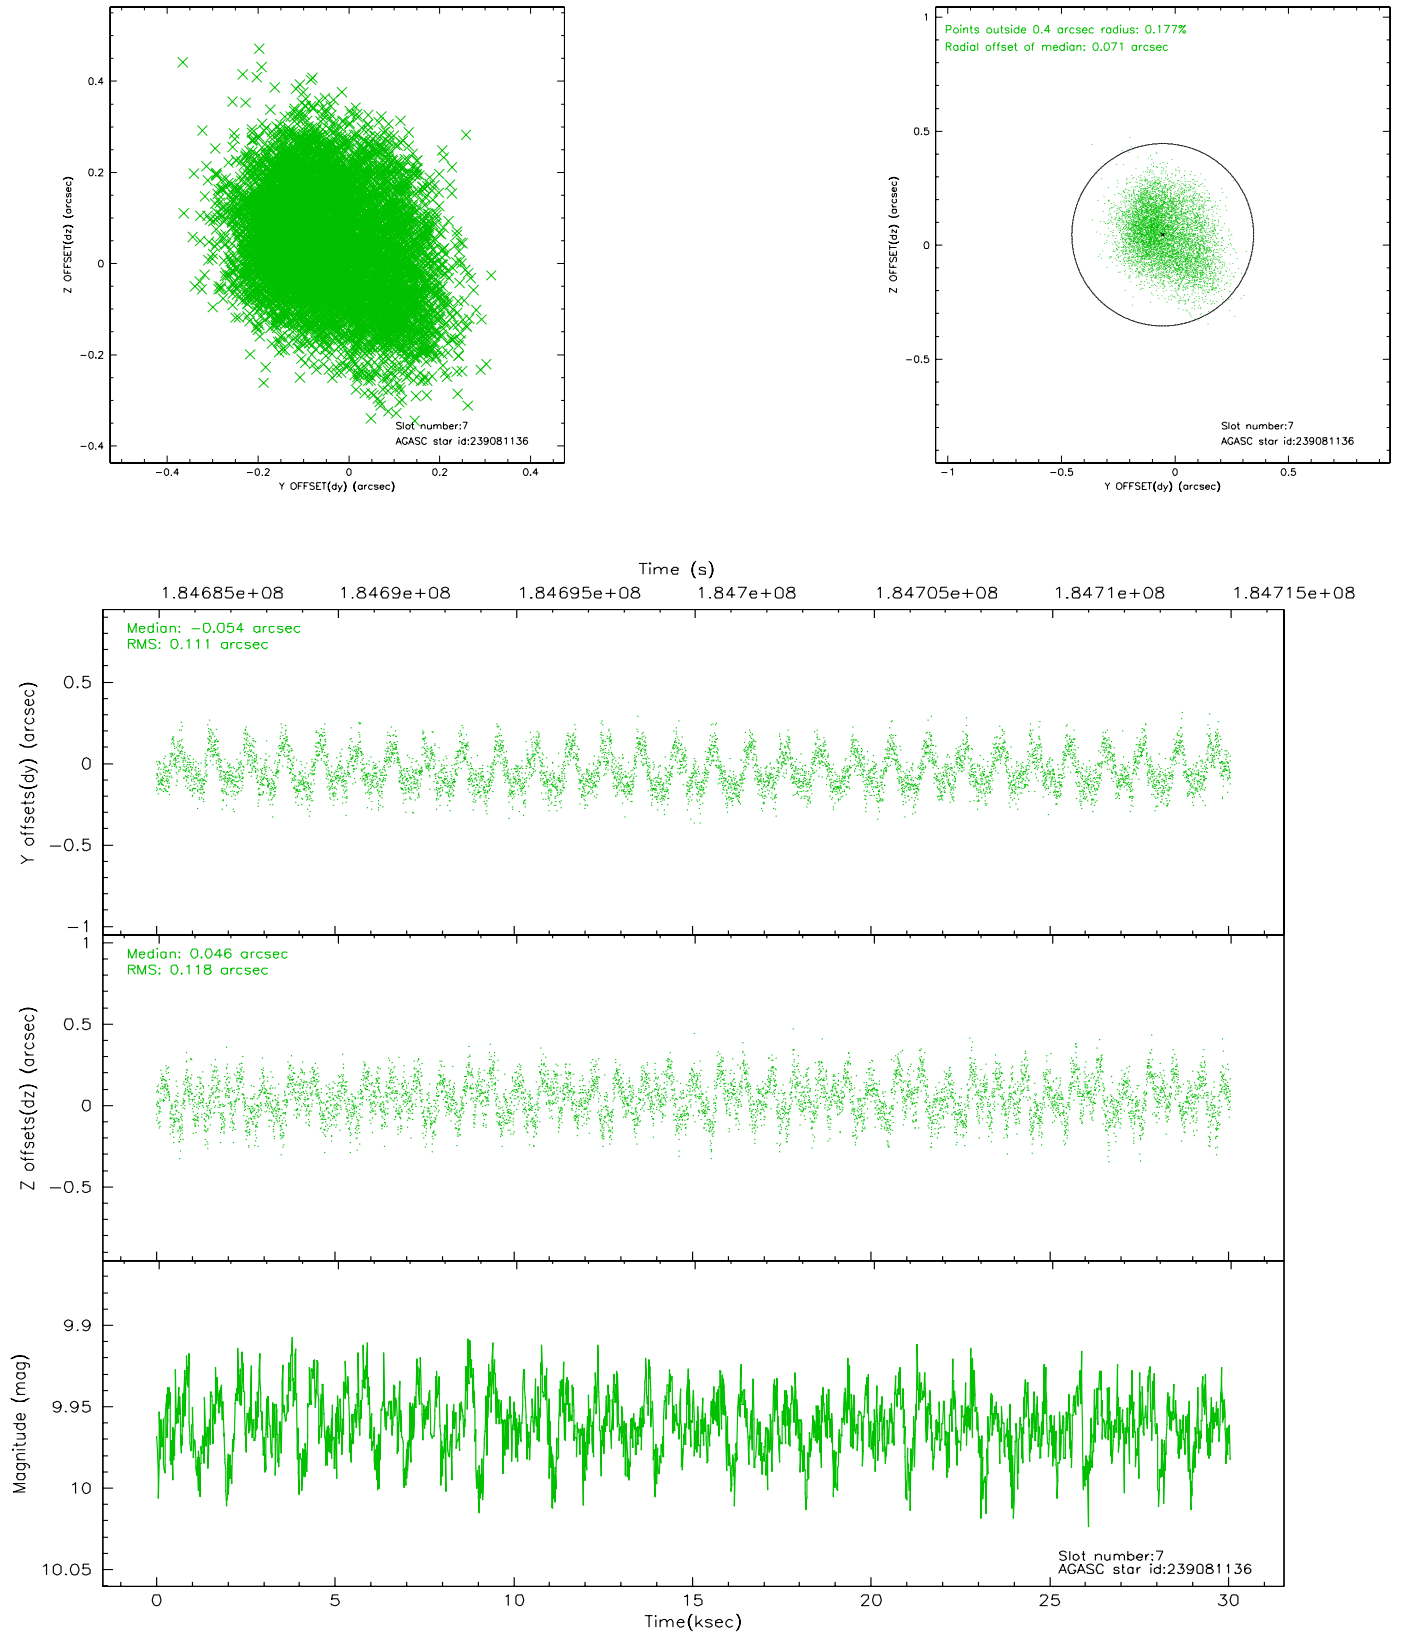 0.4
0.2
0
−0.2
−0.4
Z OFFSET(dz) (arcsec)
Slot number:7
AGASC star id:239081136
−0.4 −0.2 0 0.2 0.4
Y OFFSET(dy) (arcsec)
Points outside 0.4 arcsec radius: 0.177%
Radial offset of median: 0.071 arcsec
1
0.5
0
−0.5
Z OFFSET(dz) (arcsec)
Slot number:7
AGASC star id:239081136
−1 −0.5 0 0.5
Y OFFSET(dy) (arcsec)
Time (s)
1.84685e+08 1.8469e+08 1.84695e+08 1.847e+08 1.84705e+08 1.8471e+08 1.84715e+08
Median: −0.054 arcsec
RMS: 0.111 arcsec
0.5
0
−0.5
−1
Y offsets(dy) (arcsec)
Median: 0.046 arcsec
RMS: 0.118 arcsec
1
0.5
0
−0.5
Z offsets(dz) (arcsec)
9.9
9.95
10
10.05
Magnitude (mag)
Slot number:7
AGASC star id:239081136
0 5 10 15 20 25 30
Time(ksec)